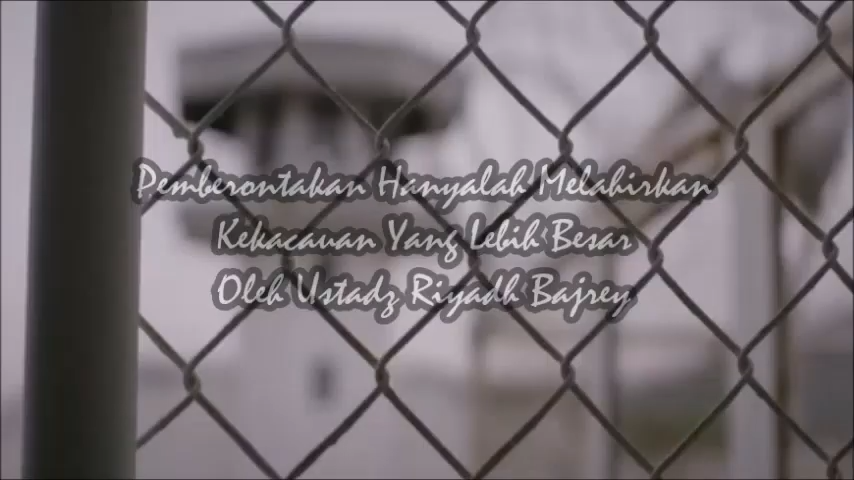 Pemberontakan Hanyalah Melahirkan
Kekacauan Yang Lebih Besar
Oleh Ustadz Riyadh Bajrey